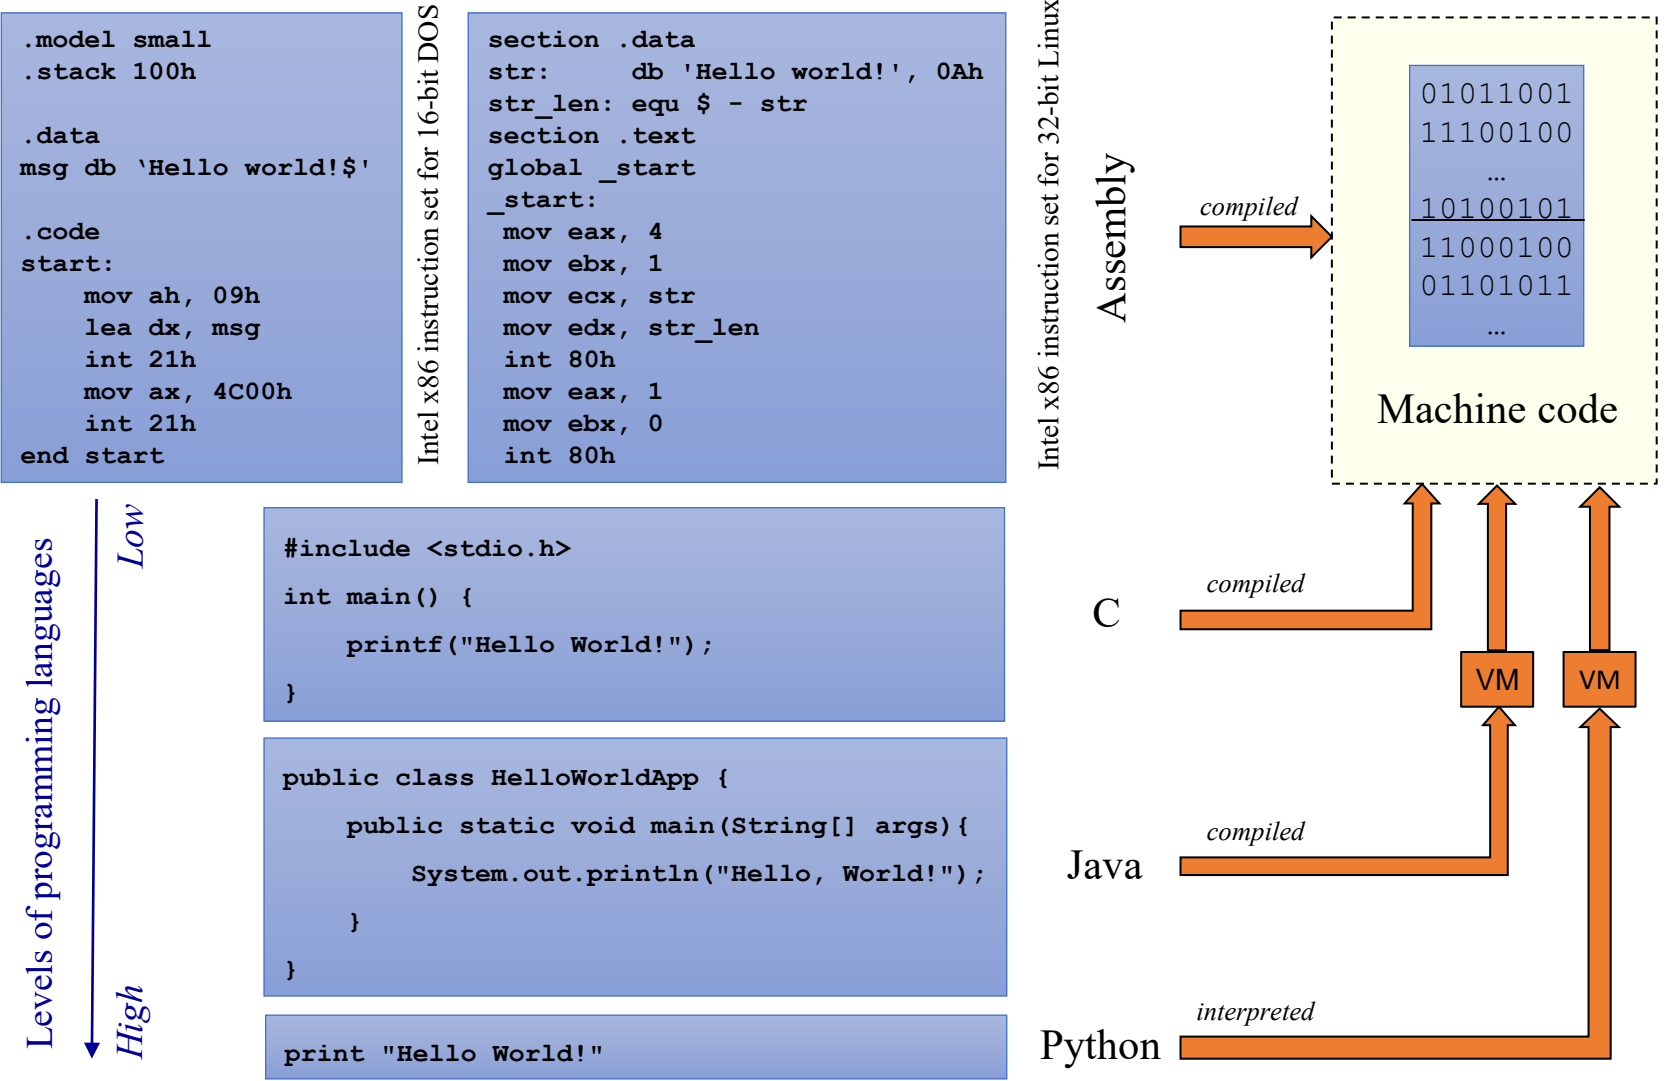 .model small
.stack 100h
.data
msg db ‘Hello world!$'
.code
start:
mov ah, 09h
lea dx, msg
int 21h
mov ax, 4C00h
int 21h
end start
Intel x86 instruction set for 16-bit DOS
section .data
str: db 'Hello world!', 0Ah
str_len: equ $ - str
section .text
global _start
_start:
mov eax, 4
mov ebx, 1
mov ecx, str
mov edx, str_len
int 80h
mov eax, 1
mov ebx, 0
int 80h
Intel x86 instruction set for 32-bit Linux
Assembly
compiled
01011001
11100100
…
10100101
11000100
01101011
…
Machine code
Levels of programming languages
Low
High
#include <stdio.h>
int main() {
printf("Hello World!");
}
C
compiled
VM
VM
public class HelloWorldApp {
public static void main(String[] args){
System.out.println("Hello, World!");
}
}
Java
compiled
print "Hello World!"
Python
interpreted